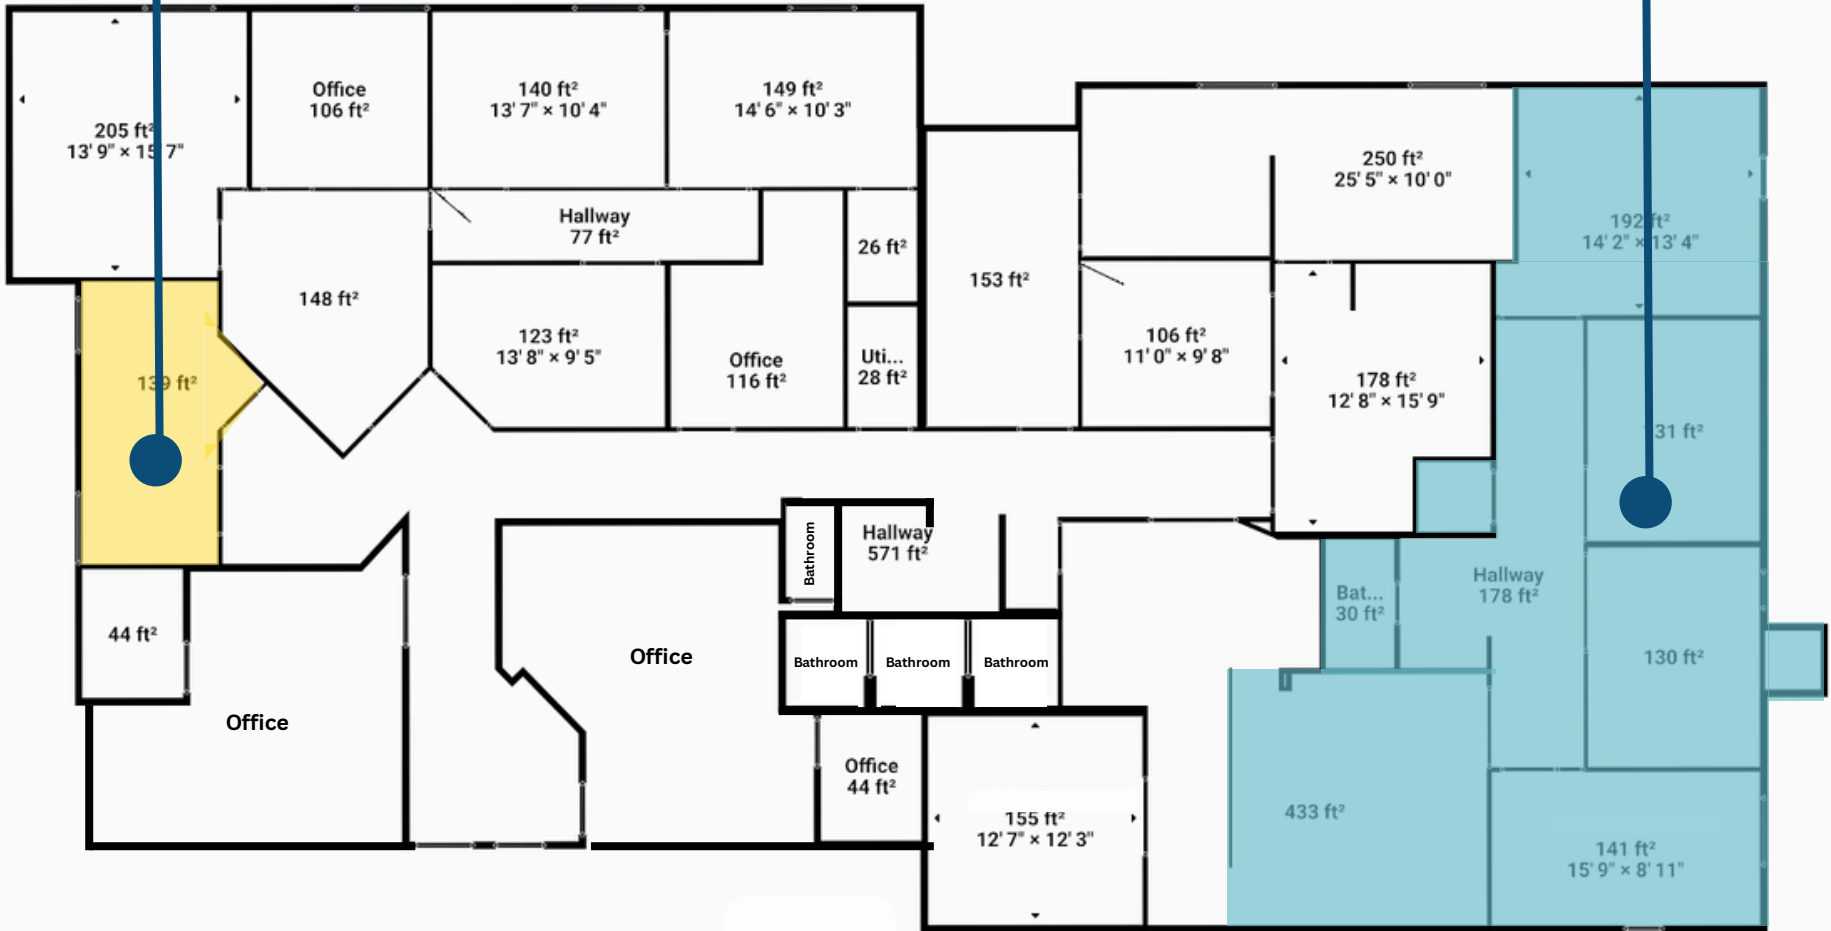 Office
106 ft²
140 ft²
13' 7" × 10' 4"
149 ft²
14' 6" × 10' 3"
205 ft²
13' 9" × 15' 7"
250 ft²
25' 5" × 10' 0"
192 ft²
14' 2" × 13' 4"
Hallway
77 ft²
26 ft²
153 ft²
148 ft²
123 ft²
13' 8" × 9' 5"
Office
116 ft²
Uti...
28 ft²
106 ft²
11' 0" × 9' 8"
178 ft²
12' 8" × 15' 9"
139 ft²
31 ft²
Bathroom
Hallway
571 ft²
Hallway
178 ft²
Bat...
30 ft²
44 ft²
Office
Bathroom
Bathroom
Bathroom
130 ft²
Office
Office
44 ft²
155 ft²
12' 7" × 12' 3"
433 ft²
141 ft²
15' 9" × 8' 11"